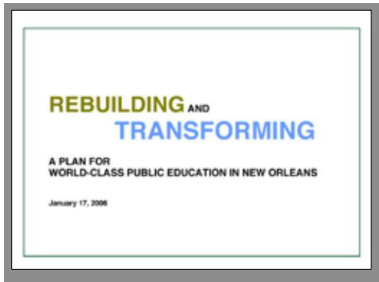 REBUILDING AND
TRANSFORMING
A PLAN FOR
WORLD-CLASS PUBLIC EDUCATION IN NEW ORLEANS
January 17, 2006